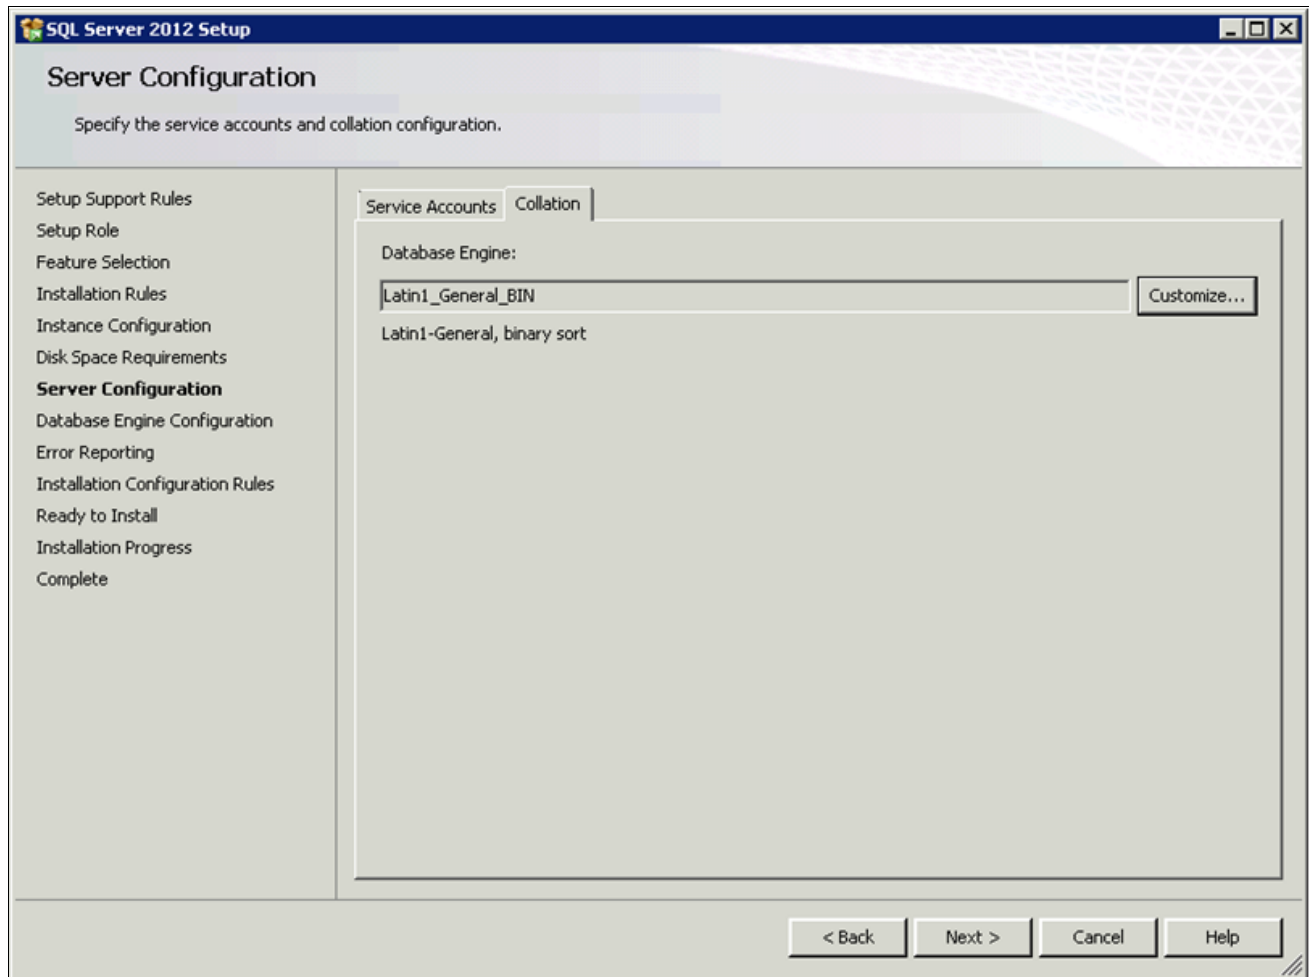 SQL Server 2012 Setup
Server Configuration
Specify the service accounts and collation configuration.
Setup Support Rules
Setup Role
Feature Selection
Installation Rules
Instance Configuration
Disk Space Requirements
Server Configuration
Database Engine Configuration
Error Reporting
Installation Configuration Rules
Ready to Install
Installation Progress
Complete
Service Accounts Collation
Database Engine:
Latin1_General_BIN Customize...
Latin1-General, binary sort
< Back Next > Cancel Help